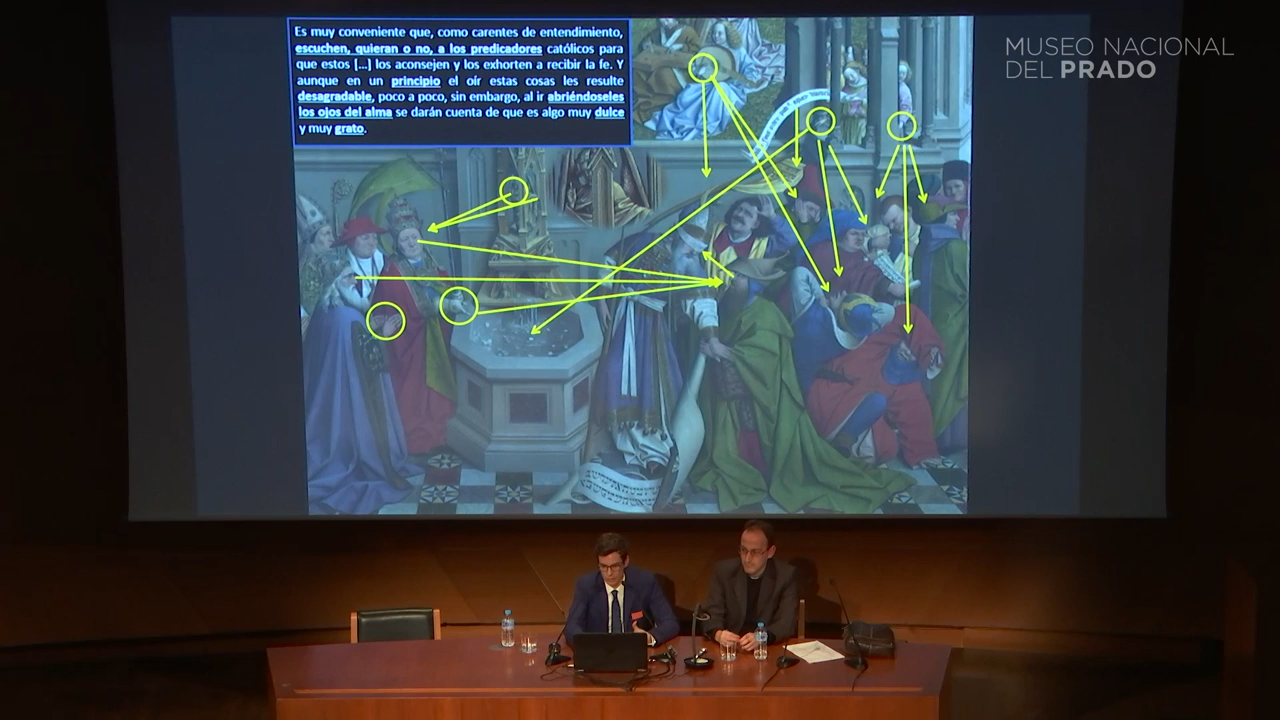 Es muy conveniente que, como carentes de entendimiento,
escuchen, quieran o no, a los predicadores católicos para
que estos [...] los aconsejen y los exhorten a recibir la fe. Y
aunque en un principio el oír estas cosas les resulte
desagradable, poco a poco, sin embargo, al ir abriéndoseles
los ojos del alma se darán cuenta de que es algo muy dulce
y muy grato.
MUSEO NACIONAL
DEL PRADO